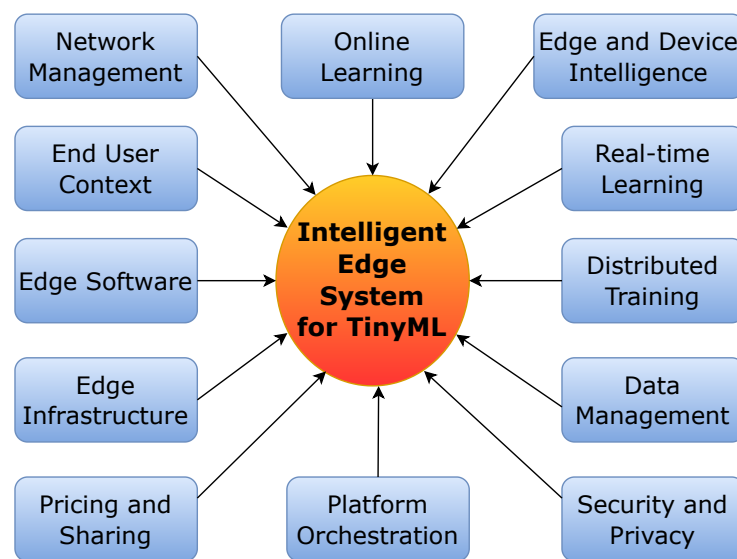 Network
Management
Online
Learning
Edge and Device
Intelligence
End User
Context
Real-time
Learning
Intelligent
Edge
System
for TinyML
Edge Software
Distributed
Training
Edge
Infrastructure
Data
Management
Pricing and
Sharing
Platform
Orchestration
Security and
Privacy